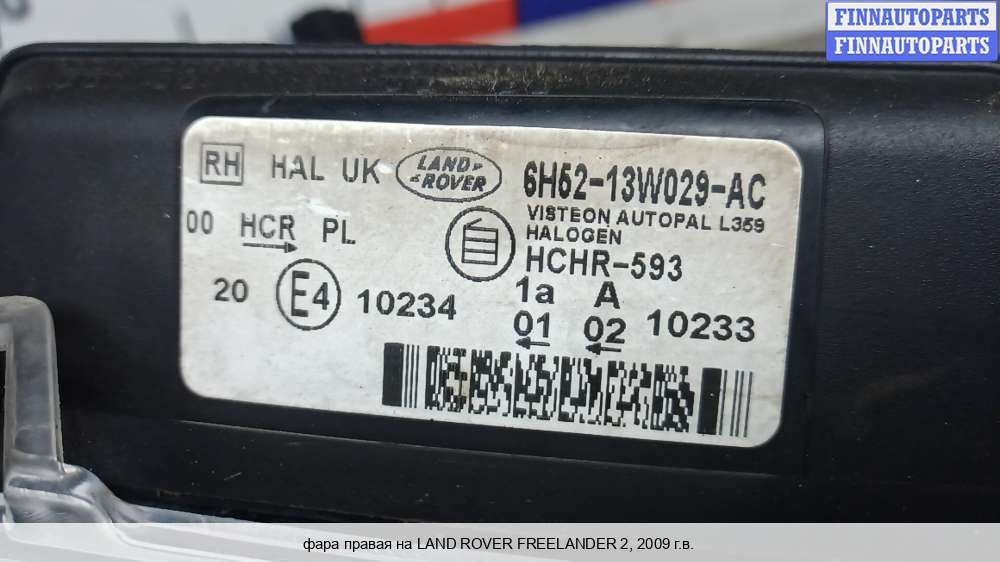 FINNAUTOPARTS
FINNAUTOPARTS
RH HAL UK LAND ROVER 6H52-13W029-AC
VISTEON AUTOPAL L359
00 HCR PL HALOGEN
HCHR-593
20 E4 10234 1a A
01 02 10233
фара правая на LAND ROVER FREELANDER 2, 2009 г.в.